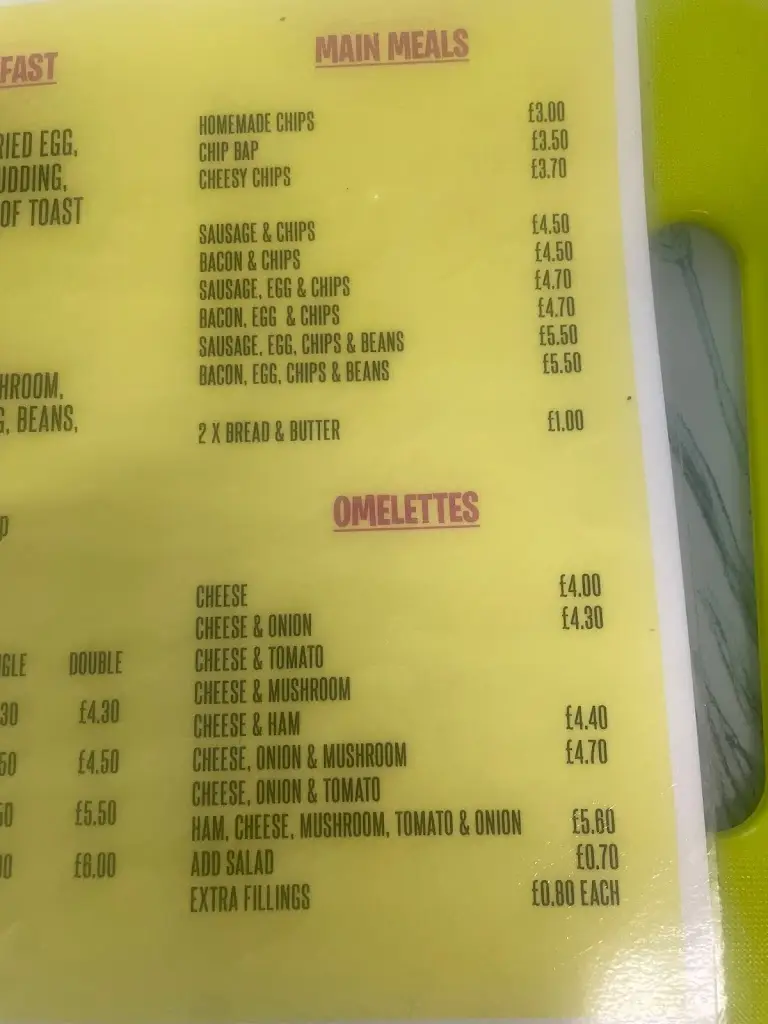 FAST
RIED EGG,
UDDING,
OF TOAST
HROOM,
G, BEANS,
P
GLE DOUBLE
30 £4.30
50 £4.50
50 £5.50
00 £6.00
MAIN MEALS
HOMEMADE CHIPS £3.00
CHIP BAP £3.50
CHEESY CHIPS £3.70
SAUSAGE & CHIPS £4.50
BACON & CHIPS £4.50
SAUSAGE, EGG & CHIPS £4.70
BACON, EGG & CHIPS £4.70
SAUSAGE, EGG, CHIPS & BEANS £5.50
BACON, EGG, CHIPS & BEANS £5.50
2 X BREAD & BUTTER £1.00
OMELETTES
CHEESE £4.00
CHEESE & ONION £4.30
CHEESE & TOMATO
CHEESE & MUSHROOM
CHEESE & HAM £4.40
CHEESE, ONION & MUSHROOM £4.70
CHEESE, ONION & TOMATO
HAM, CHEESE, MUSHROOM, TOMATO & ONION £5.60
ADD SALAD £0.70
EXTRA FILLINGS £0.80 EACH